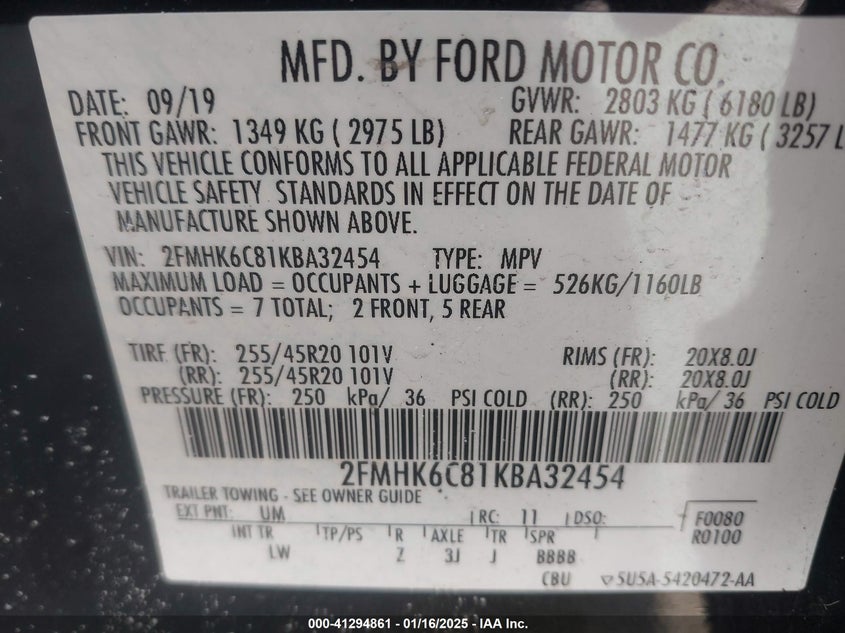 MFD. BY FORD MOTOR CO.
DATE: 09/19 GVWR: 2803 KG ( 6180 LB)
FRONT GAWR: 1349 KG ( 2975 LB) REAR GAWR: 1477 KG ( 3257 L
THIS VEHICLE CONFORMS TO ALL APPLICABLE FEDERAL MOTOR
VEHICLE SAFETY STANDARDS IN EFFECT ON THE DATE OF
MANUFACTURE SHOWN ABOVE.
VIN: 2FMHK6C81KBA32454 TYPE: MPV
MAXIMUM LOAD = OCCUPANTS + LUGGAGE = 526KG/1160LB
OCCUPANTS = 7 TOTAL; 2 FRONT, 5 REAR
TIRE (FR): 255/45R20 101V RIMS (FR): 20X8.0J
(RR): 255/45R20 101V (RR): 20X8.0J
PRESSURE (FR): 250 kPa/ 36 PSI COLD (RR): 250 kPa/ 36 PSI COLD
2FMHK6C81KBA32454
TRAILER TOWING - SEE OWNER GUIDE
EXT PNT: UM RC: 11 DSO: F0080
INT TR TP/PS R AXLE TR SPR R0100
LW Z 3J J BBBB
CBU 5U5A-5420472-AA
000-41294861 - 01/16/2025 - IAA Inc.